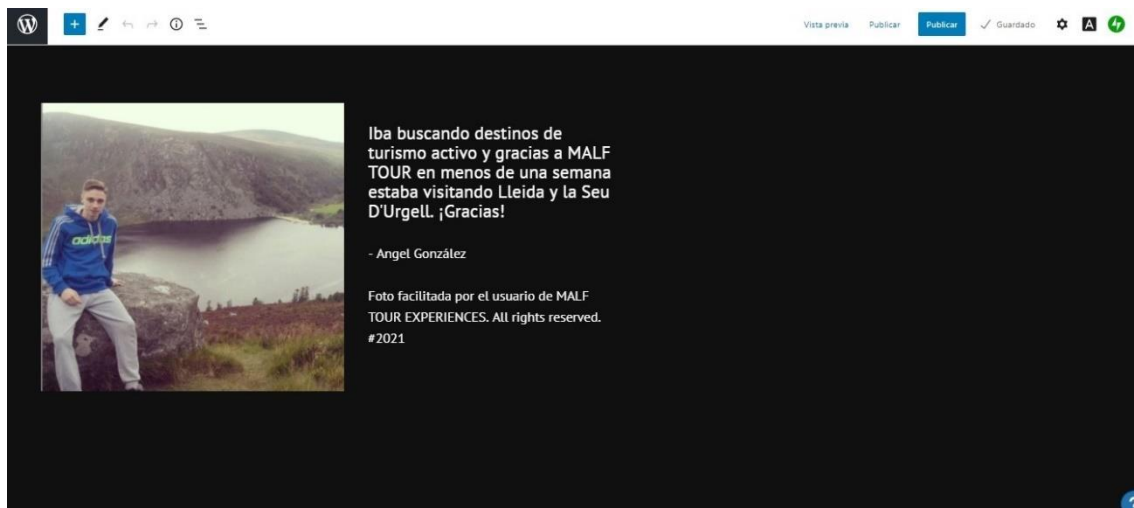 Vista previa Publicar Publicar Guardado A
Iba buscando destinos de
turismo activo y gracias a MALF
TOUR en menos de una semana
estaba visitando Lleida y la Seu
D'Urgell. ¡Gracias!
- Angel González
Foto facilitada por el usuario de MALF
TOUR EXPERIENCES. All rights reserved.
#2021
adidas